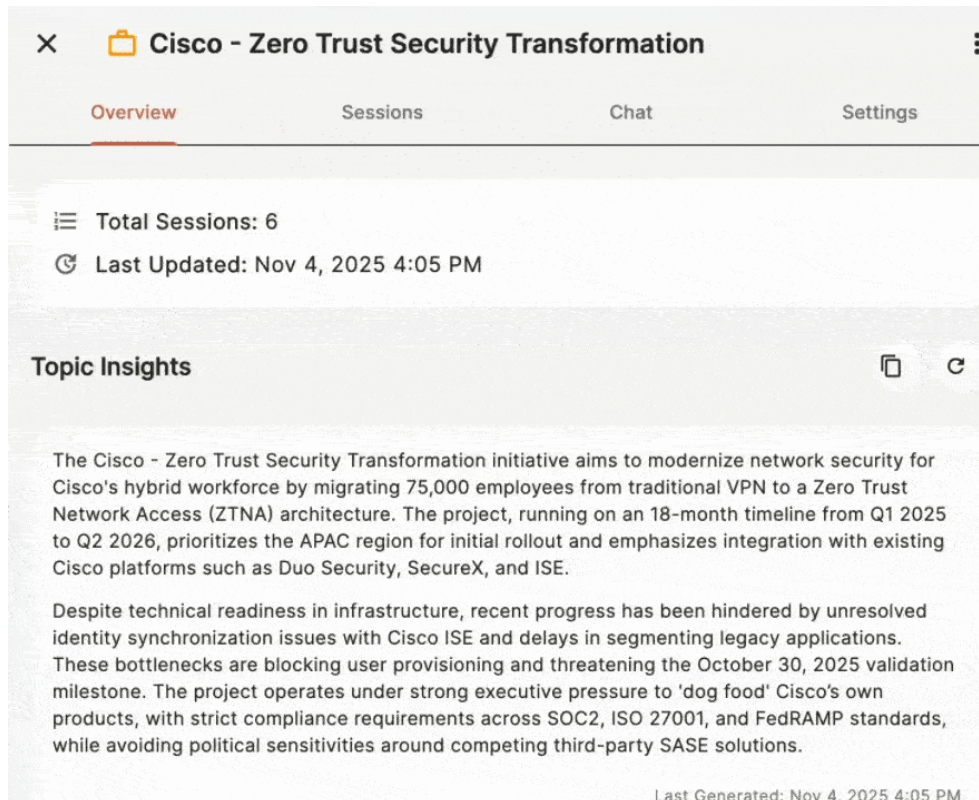 Cisco - Zero Trust Security Transformation
Overview Sessions Chat Settings
Total Sessions: 6
Last Updated: Nov 4, 2025 4:05 PM
Topic Insights
The Cisco - Zero Trust Security Transformation initiative aims to modernize network security for
Cisco's hybrid workforce by migrating 75,000 employees from traditional VPN to a Zero Trust
Network Access (ZTNA) architecture. The project, running on an 18-month timeline from Q1 2025
to Q2 2026, prioritizes the APAC region for initial rollout and emphasizes integration with existing
Cisco platforms such as Duo Security, SecureX, and ISE.
Despite technical readiness in infrastructure, recent progress has been hindered by unresolved
identity synchronization issues with Cisco ISE and delays in segmenting legacy applications.
These bottlenecks are blocking user provisioning and threatening the October 30, 2025 validation
milestone. The project operates under strong executive pressure to 'dog food' Cisco’s own
products, with strict compliance requirements across SOC2, ISO 27001, and FedRAMP standards,
while avoiding political sensitivities around competing third-party SASE solutions.
Last Generated: Nov 4, 2025 4:05 PM